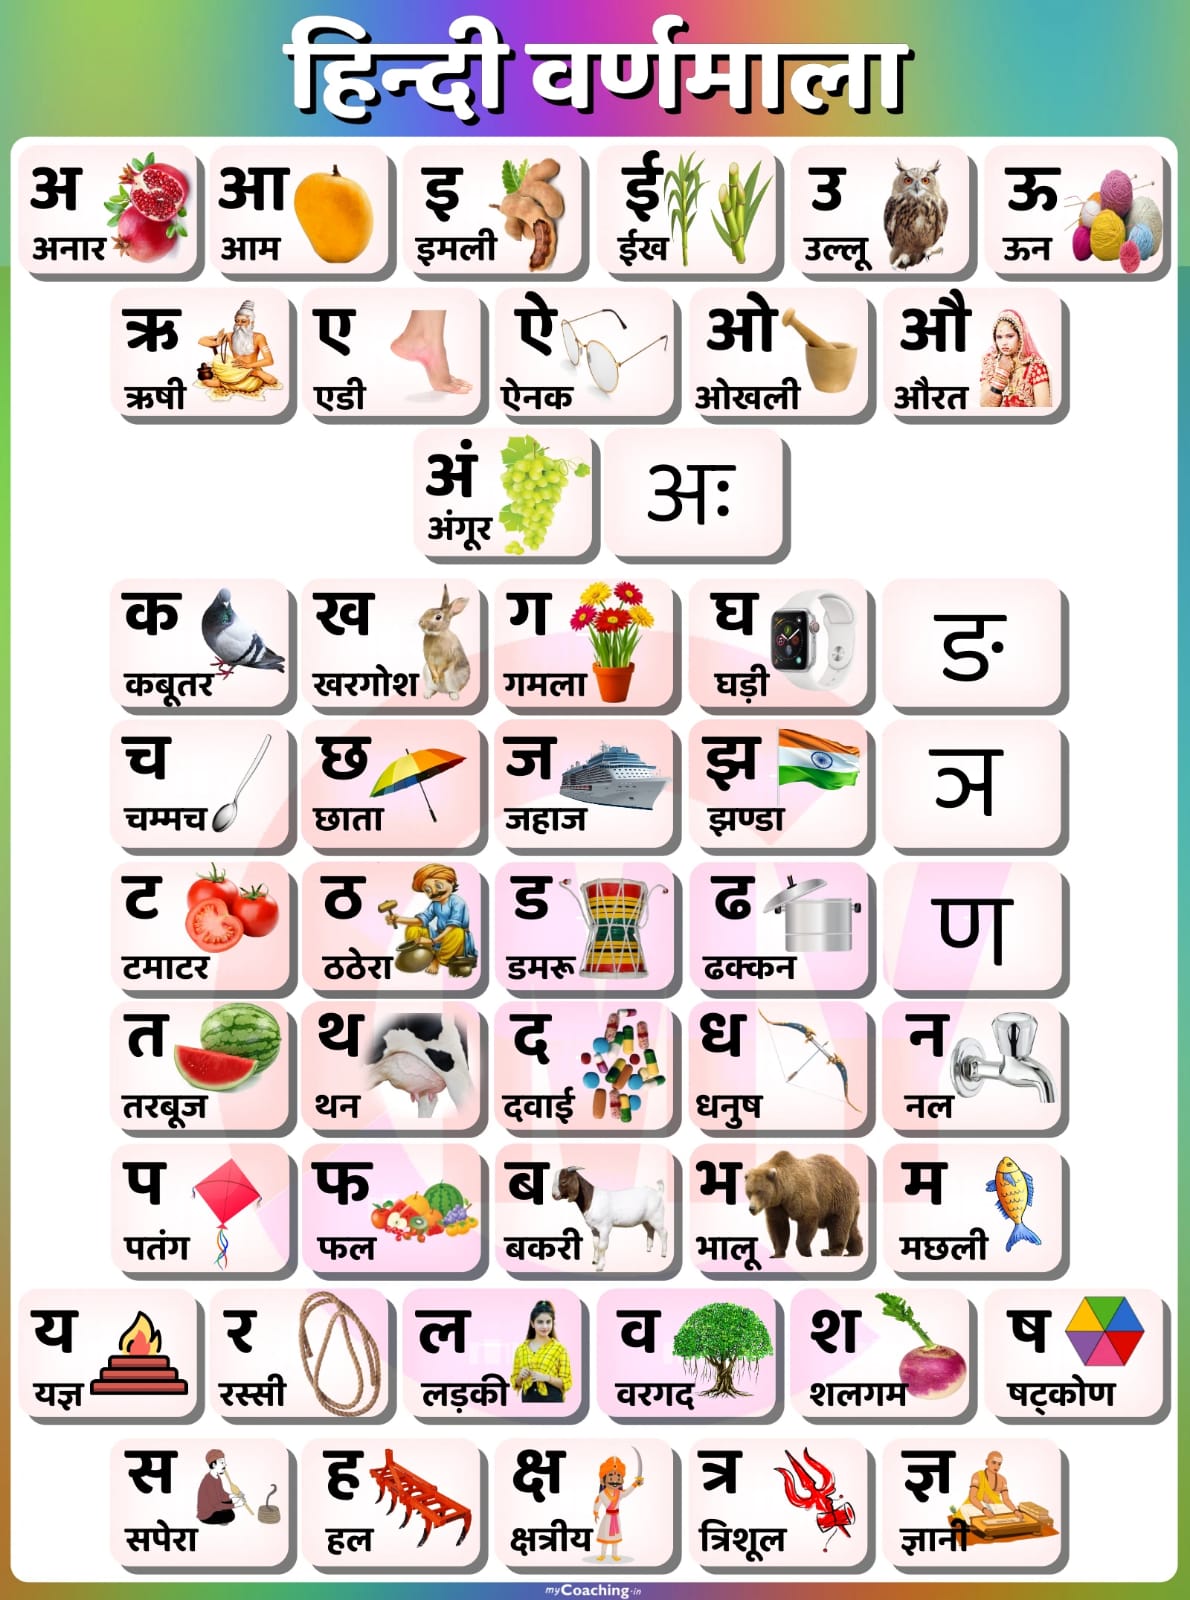 हिन्दी वर्णमाला
अ आ इ ई उ ऊ
अनार आम इमली ईख उल्लू ऊन
ऋ ए ऐ ओ औ
ऋषी एडी ऐनक ओखली औरत
अं अः
अंगूर
क ख ग घ ङ
कबूतर खरगोश गमला घड़ी
च छ ज झ ञ
चम्मच छाता जहाज झण्डा
ट ठ ड ढ ण
टमाटर ठठेरा डमरू ढक्कन
त थ द ध न
तरबूज थन दवाई धनुष नल
प फ ब भ म
पतंग फल बकरी भालू मछली
य र ल व श ष
यज्ञ रस्सी लड़की वरगद शलगम षट्कोण
स ह क्ष त्र ज्ञ
सपेरा हल क्षत्रीय त्रिशूल ज्ञानी
myCoaching.in